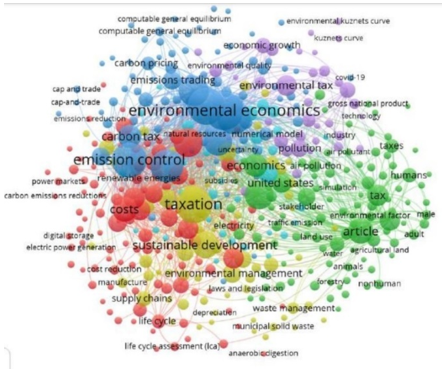 computable general equilibrium
computable general equilibrium
environmental kuznets curve
kuznets curve
economic growth
carbon pricing
environmental quality
emissions trading
covid-19
environmental tax
cap and trade
cap-and-trade
gross national product
environmental economics
technology
emissions reduction
carbon tax
natural resources
numerical model
industry
taxes
uncertainty
pollution
air pollutant
emission control
economics
air pollution
humans
renewable energies
power markets
subsidies
united states
simulation
carbon emissions reductions
tax
costs
taxation
stakeholder
environmental factor
male
traffic emission
digital storage
electricity
article
adult
land use
electric power generation
sustainable development
water
agricultural land
cost reduction
environmental management
animals
manufacture
laws and legislation
forestry
nonhuman
supply chains
depreciation
waste management
life cycle
municipal solid waste
life cycle assessment (lca)
anaerobic digestion